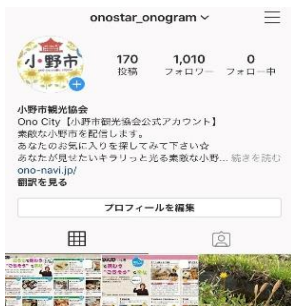 onostar_onogram
小野市
170 1,010 0
投稿 フォロワー フォロー中
小野市観光協会
Ono City【小野市観光協会公式アカウント】
素敵な小野市を配信します。
あなたのお気に入りを探してみて下さい☆
あなたが見せたいキラリっと光る素敵な小野... 続きを読む
ono-navi.jp/
翻訳を見る
プロフィールを編集